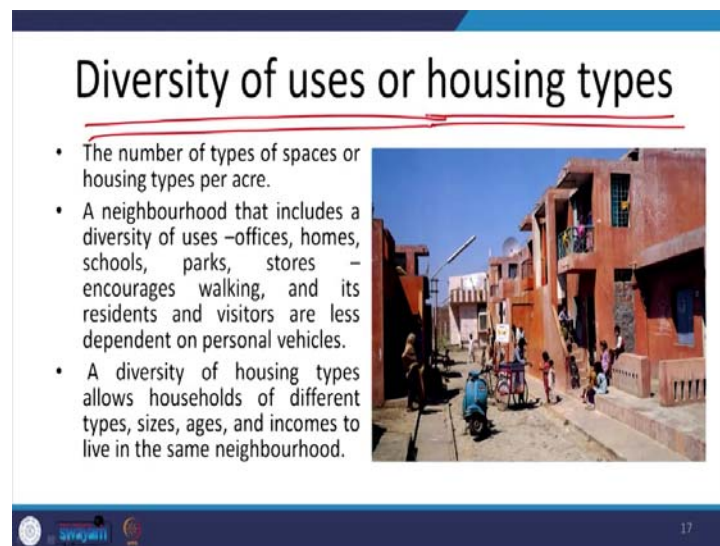 Diversity of uses or housing types
• The number of types of spaces or
housing types per acre.
• A neighbourhood that includes a
diversity of uses –offices, homes,
schools, parks, stores –
encourages walking, and its
residents and visitors are less
dependent on personal vehicles.
• A diversity of housing types
allows households of different
types, sizes, ages, and incomes to
live in the same neighbourhood.
swayam
17